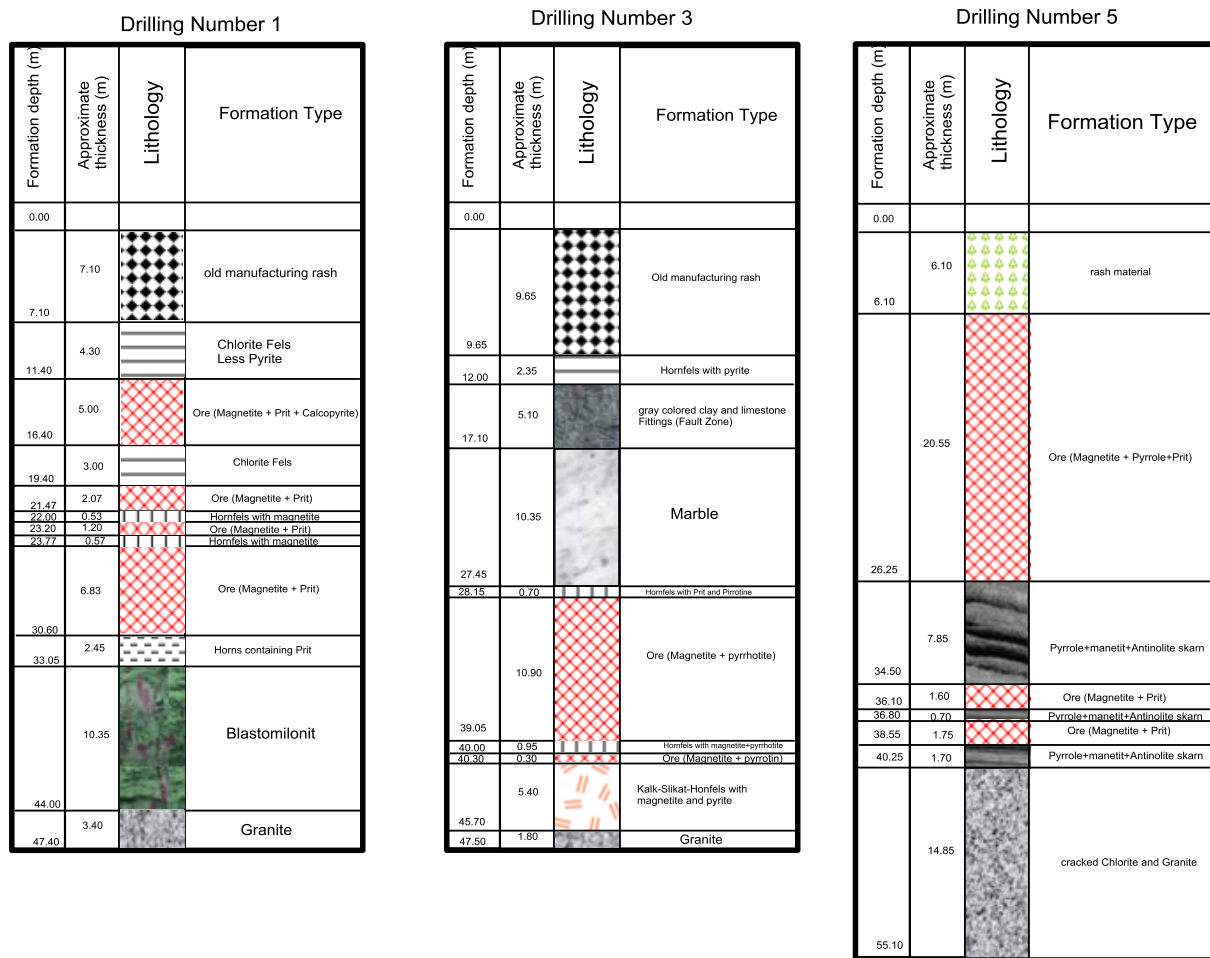 Drilling Number 1
Formation depth (m)
Approximate
thickness (m)
Lithology
Formation Type
0.00
7.10
old manufacturing rash
7.10
4.30
Chlorite Fels
Less Pyrite
11.40
5.00
Ore (Magnetite + Prit + Calcopyrite)
16.40
3.00
Chlorite Fels
19.40
2.07
Ore (Magnetite + Prit)
21.47
0.53
Hornfels with magnetite
22.00
1.20
Ore (Magnetite + Prit)
23.20
0.57
Hornfels with magnetite
23.77
6.83
Ore (Magnetite + Prit)
30.60
2.45
Horns containing Prit
33.05
10.35
Blastomilonit
44.00
3.40
Granite
47.40
Drilling Number 3
Formation depth (m)
Approximate
thickness (m)
Lithology
Formation Type
0.00
9.65
Old manufacturing rash
9.65
2.35
Hornfels with pyrite
12.00
5.10
gray colored clay and limestone
Fittings (Fault Zone)
17.10
10.35
Marble
27.45
0.70
Hornfels with Prit and Pirrotine
28.15
10.90
Ore (Magnetite + pyrrhotite)
39.05
0.95
Hornfels with magnetite+pyrrhotite
40.00
0.30
Ore (Magnetite + pyrrotin)
40.30
5.40
Kalk-Slikat-Honfels with
magnetite and pyrite
45.70
1.80
Granite
47.50
Drilling Number 5
Formation depth (m)
Approximate
thickness (m)
Lithology
Formation Type
0.00
6.10
rash material
6.10
20.55
Ore (Magnetite + Pyrrole+Prit)
26.25
7.85
Pyrrole+manetit+Antinolite skarn
34.50
1.60
Ore (Magnetite + Prit)
36.10
0.70
Pyrrole+manetit+Antinolite skarn
36.80
1.75
Ore (Magnetite + Prit)
38.55
1.70
Pyrrole+manetit+Antinolite skarn
40.25
14.85
cracked Chlorite and Granite
55.10